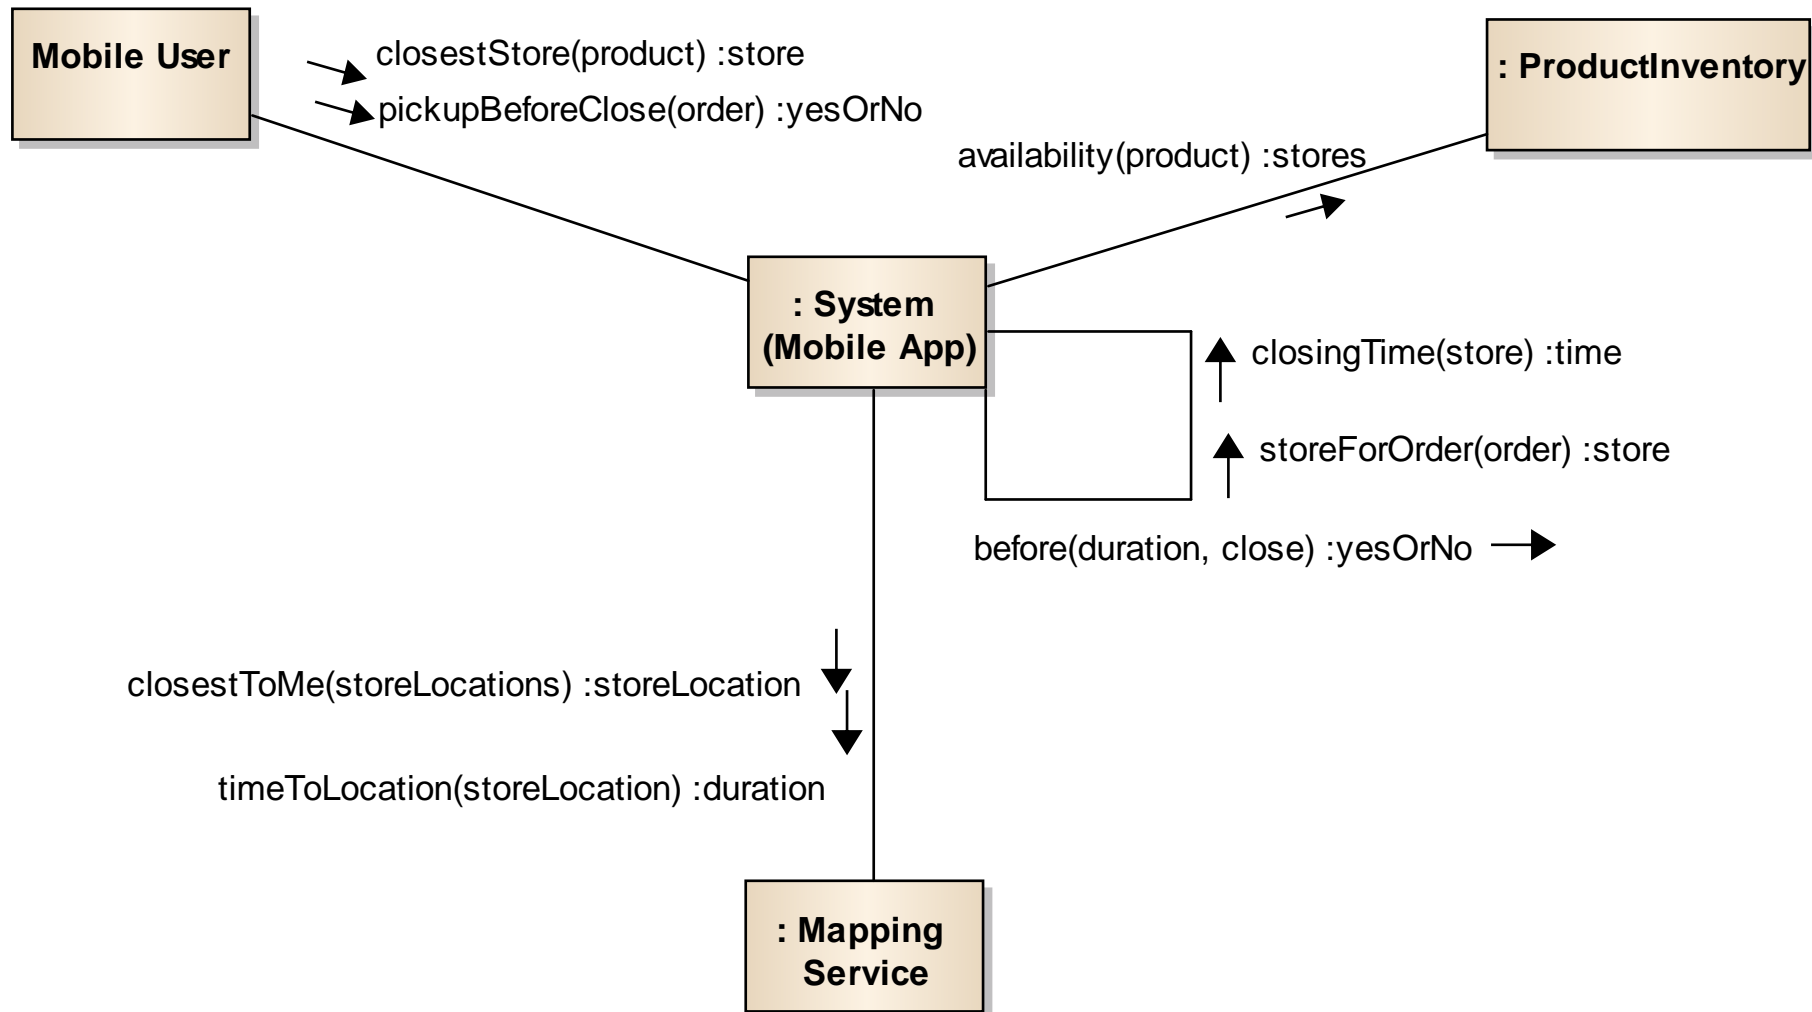 Mobile User
closestStore(product) :store
pickupBeforeClose(order) :yesOrNo
: ProductInventory
availability(product) :stores
: System
(Mobile App)
closingTime(store) :time
storeForOrder(order) :store
before(duration, close) :yesOrNo
closestToMe(storeLocations) :storeLocation
timeToLocation(storeLocation) :duration
: Mapping
Service